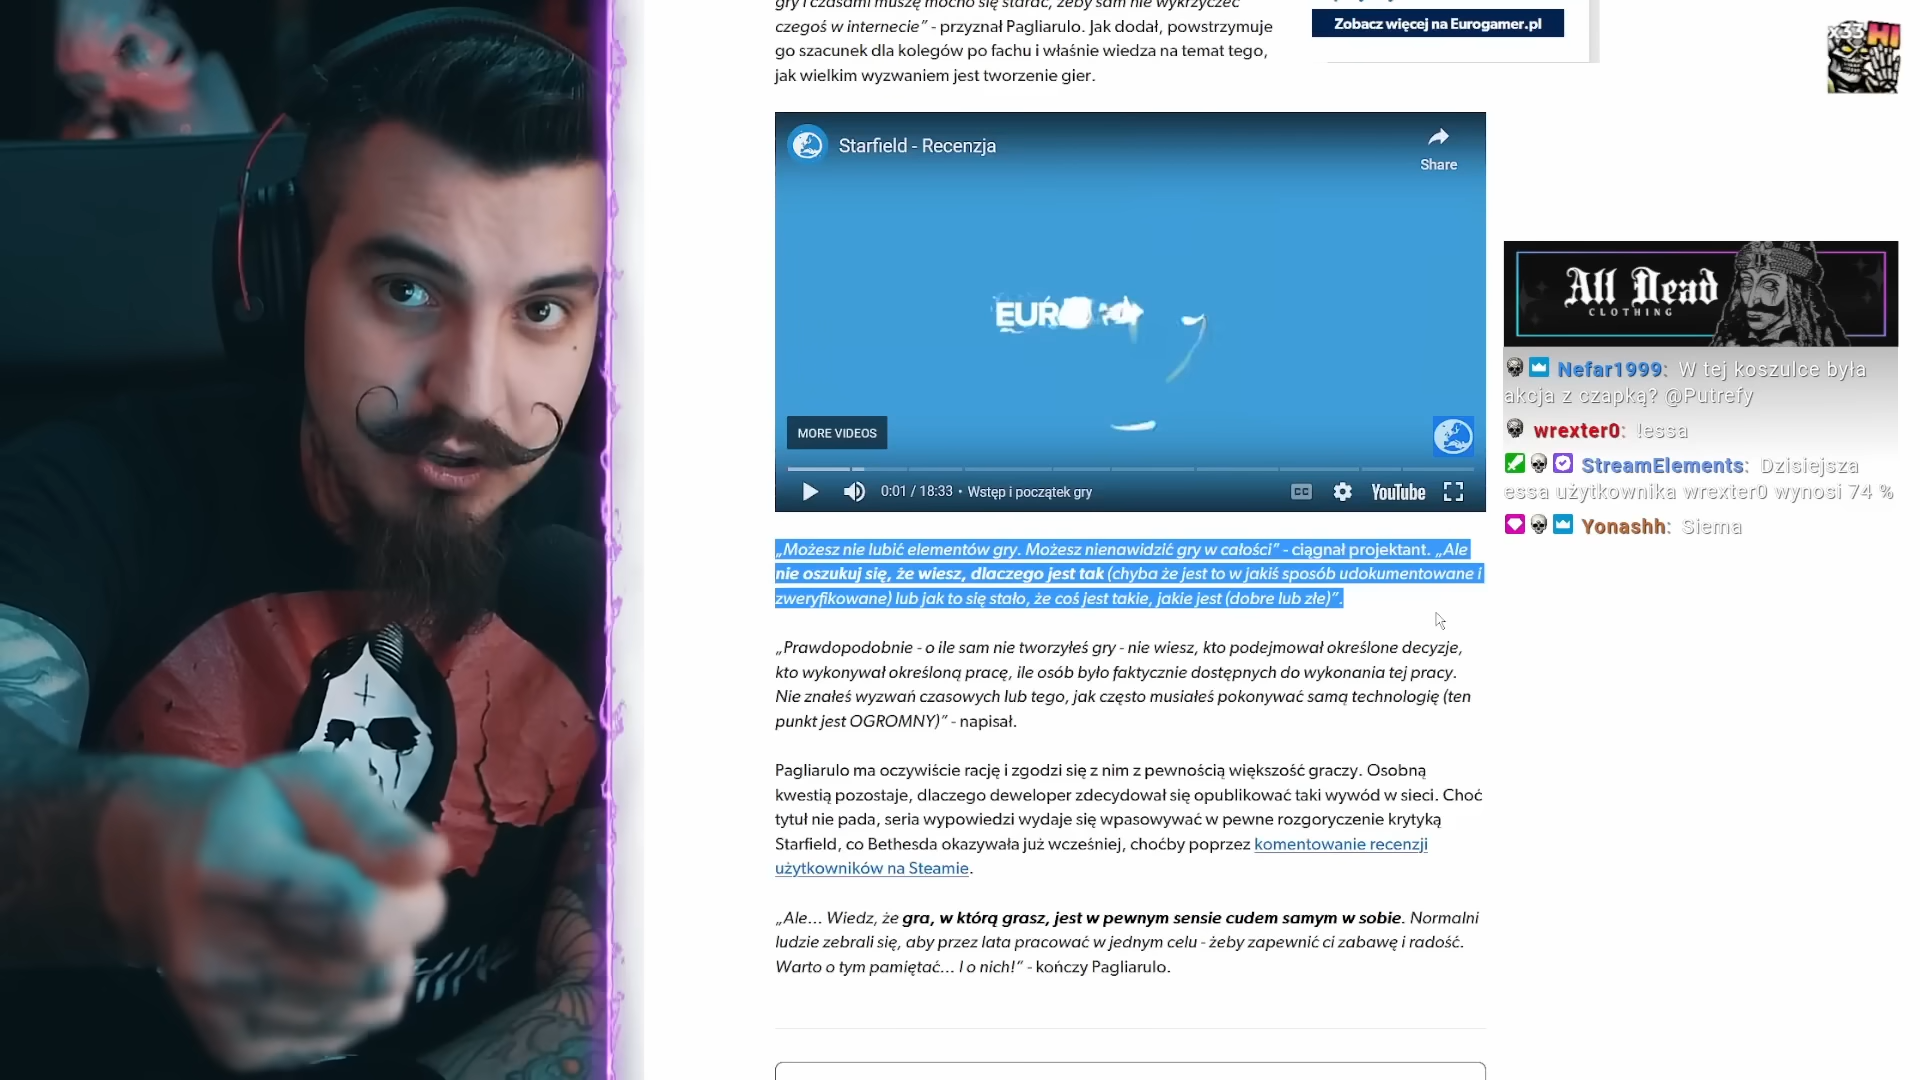 gry i czasami muszę mocno się starać, żeby sam nie wykrzyczeć
czegoś w internecie” - przyznał Pagliarulo. Jak dodał, powstrzymuje
go szacunek dla kolegów po fachu i właśnie wiedza na temat tego,
jak wielkim wyzwaniem jest tworzenie gier.
Zobacz więcej na Eurogamer.pl
x33 HI
Starfield - Recenzja
Share
EURO
MORE VIDEOS
0:01 / 18:33 • Wstęp i początek gry
CC
YouTube
„Możesz nie lubić elementów gry. Możesz nienawidzić gry w całości” - ciągnął projektant. „Ale
nie oszukuj się, że wiesz, dlaczego jest tak (chyba że jest to w jakiś sposób udokumentowane i
zweryfikowane) lub jak to się stało, że coś jest takie, jakie jest (dobre lub złe)”.
„Prawdopodobnie - o ile sam nie tworzyłeś gry - nie wiesz, kto podejmował określone decyzje,
kto wykonywał określoną pracę, ile osób było faktycznie dostępnych do wykonania tej pracy.
Nie znałeś wyzwań czasowych lub tego, jak często musiałeś pokonywać samą technologię (ten
punkt jest OGROMNY)” - napisał.
Pagliarulo ma oczywiście rację i zgodzi się z nim z pewnością większość graczy. Osobną
kwestią pozostaje, dlaczego deweloper zdecydował się opublikować taki wywód w sieci. Choć
tytuł nie pada, seria wypowiedzi wydaje się wpasowywać w pewne rozgoryczenie krytyką
Starfield, co Bethesda okazywała już wcześniej, choćby poprzez komentowanie recenzji
użytkowników na Steamie.
„Ale... Wiedz, że gra, w którą grasz, jest w pewnym sensie cudem samym w sobie. Normalni
ludzie zebrali się, aby przez lata pracować w jednym celu - żeby zapewnić ci zabawę i radość.
Warto o tym pamiętać... I o nich!” - kończy Pagliarulo.
All Dead
CLOTHING
Nefar1999: W tej koszulce była
akcja z czapką? @Putrefy
wrexter0: !essa
StreamElements: Dzisiejsza
essa użytkownika wrexter0 wynosi 74 %
Yonashh: Siema